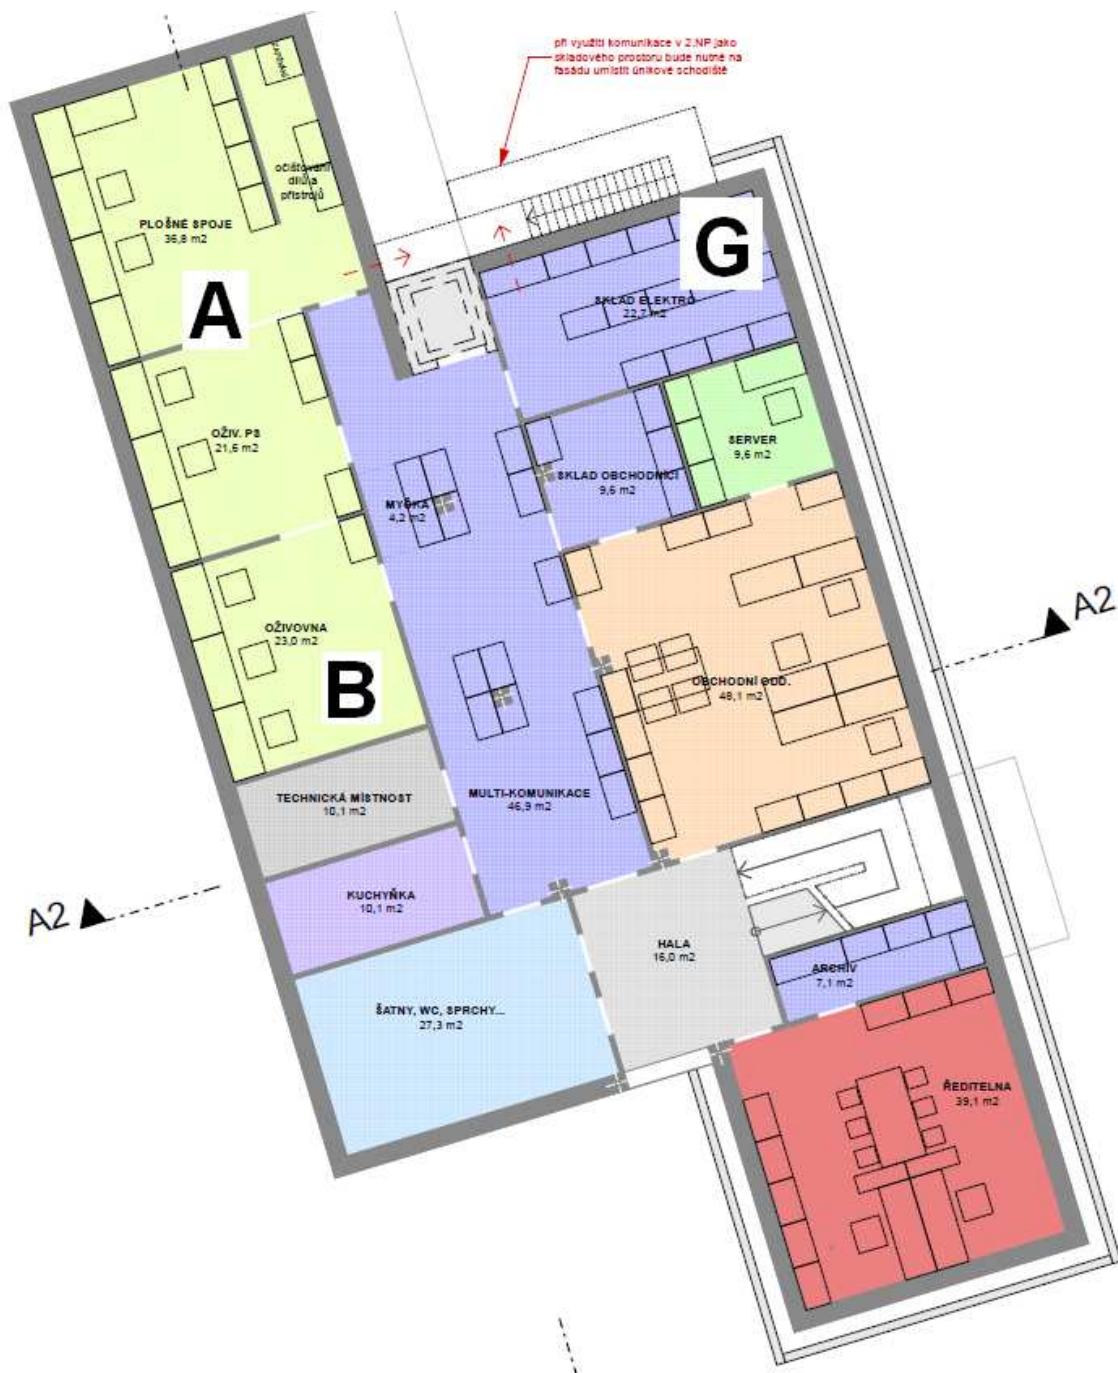 při využití komunikace v 2.NP jako
skladového prostoru bude nutné na
fasádu umístit únikové schodiště
očišťování
dílů a
přístrojů
PLOŠNÉ SPOJE
36,8 m2
A
G
SKLAD ELEKTRO
22,7 m2
OŽIV. PS
21,6 m2
SERVER
9,6 m2
SKLAD OBCHODNÍCI
9,6 m2
MYČKA
4,2 m2
A2
OŽIVOVNA
23,0 m2
B
OBCHODNÍ ODD.
48,1 m2
TECHNICKÁ MÍSTNOST
10,1 m2
MULTI-KOMUNIKACE
46,9 m2
KUCHYŇKA
10,1 m2
A2
HALA
16,0 m2
ARCHIV
7,1 m2
ŠATNY, WC, SPRCHY...
27,3 m2
ŘEDITELNA
39,1 m2